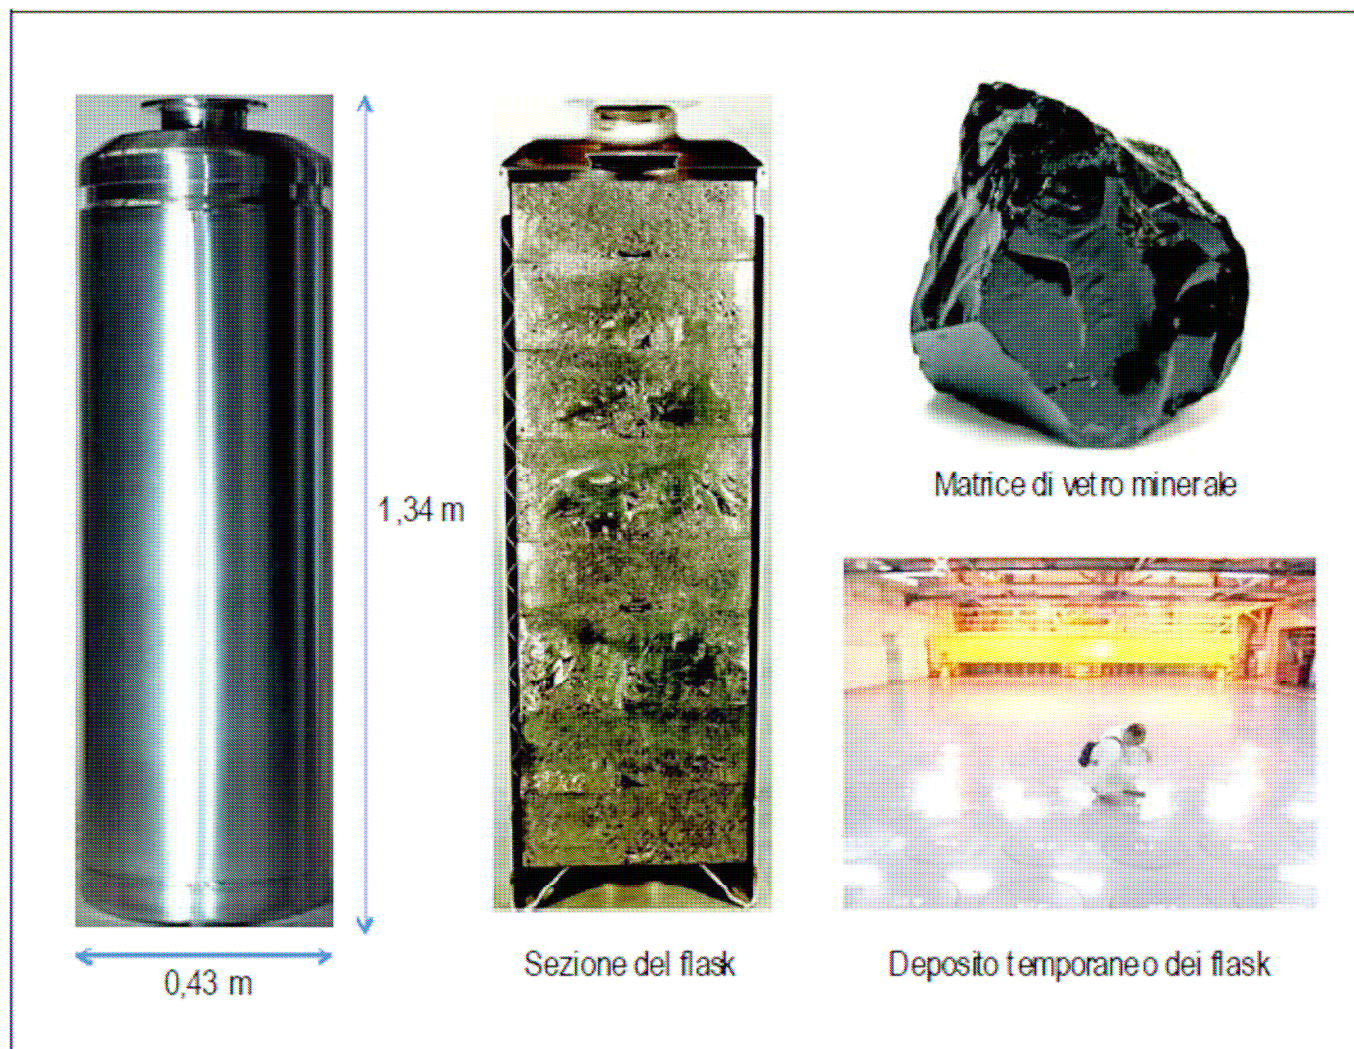 1,34 m
Matrice di vetro minerale
Sezione del flask
Deposito temporaneo dei flask
0,43 m